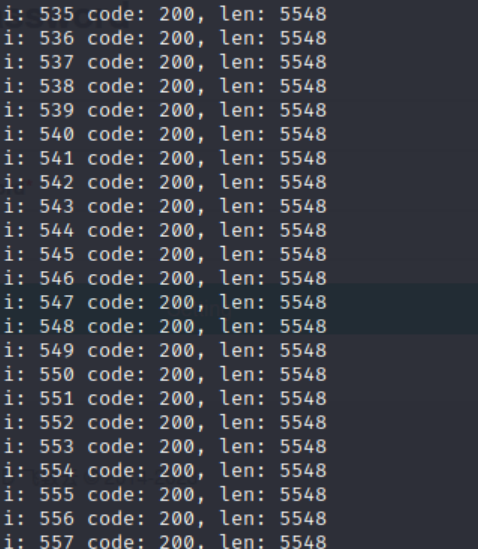 i: 535 code: 200, len: 5548
i: 536 code: 200, len: 5548
i: 537 code: 200, len: 5548
i: 538 code: 200, len: 5548
i: 539 code: 200, len: 5548
i: 540 code: 200, len: 5548
i: 541 code: 200, len: 5548
i: 542 code: 200, len: 5548
i: 543 code: 200, len: 5548
i: 544 code: 200, len: 5548
i: 545 code: 200, len: 5548
i: 546 code: 200, len: 5548
i: 547 code: 200, len: 5548
i: 548 code: 200, len: 5548
i: 549 code: 200, len: 5548
i: 550 code: 200, len: 5548
i: 551 code: 200, len: 5548
i: 552 code: 200, len: 5548
i: 553 code: 200, len: 5548
i: 554 code: 200, len: 5548
i: 555 code: 200, len: 5548
i: 556 code: 200, len: 5548
i: 557 code: 200, len: 5548